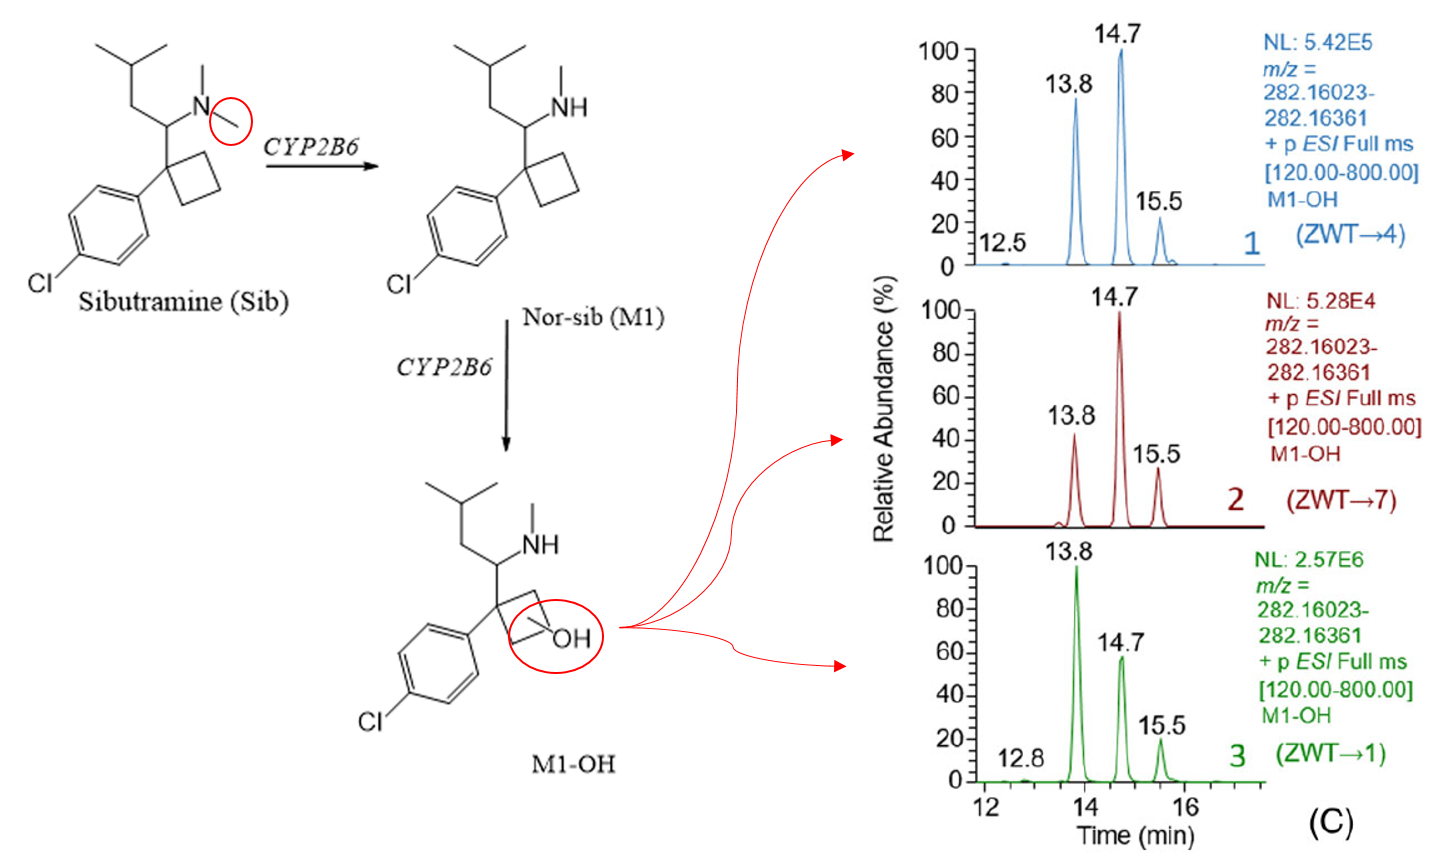 N
CYP2B6
Cl
Sibutramine (Sib)
NH
Cl
Nor-sib (M1)
CYP2B6
NH
OH
Cl
M1-OH
Relative Abundance (%)
100
80
60
40
20
0
12.5
13.8
14.7
15.5
NL: 5.42E5
m/z =
282.16023-
282.16361
+ p ESI Full ms
[120.00-800.00]
M1-OH
1 (ZWT→4)
100
80
60
40
20
0
13.8
14.7
15.5
NL: 5.28E4
m/z =
282.16023-
282.16361
+ p ESI Full ms
[120.00-800.00]
M1-OH
2 (ZWT→7)
100
80
60
40
20
0
12.8
13.8
14.7
15.5
NL: 2.57E6
m/z =
282.16023-
282.16361
+ p ESI Full ms
[120.00-800.00]
M1-OH
3 (ZWT→1)
12 14 16
Time (min)
(C)